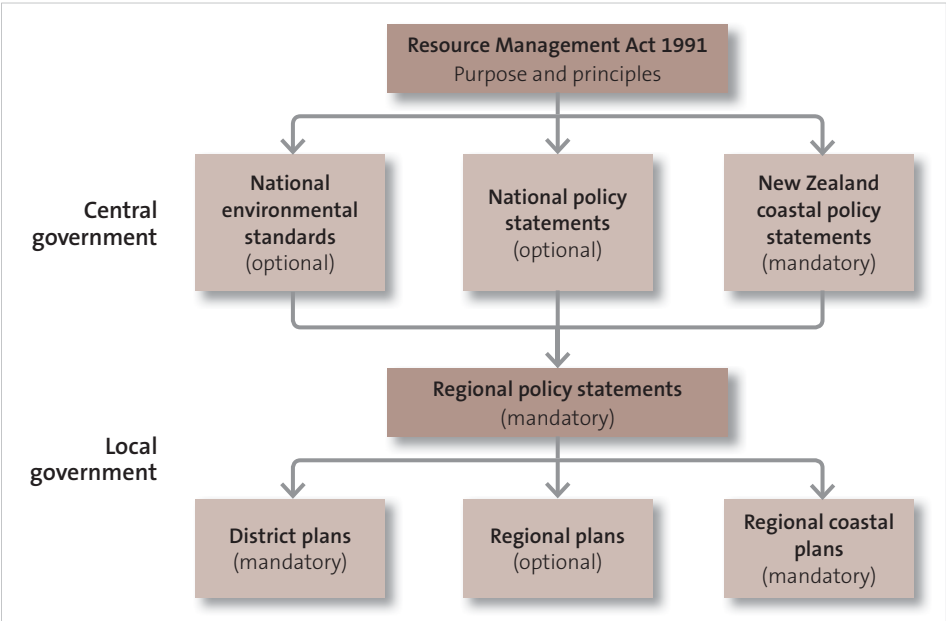 Resource Management Act 1991
Purpose and principles
Central
government
National
environmental
standards
(optional)
National policy
statements
(optional)
New Zealand
coastal policy
statements
(mandatory)
Regional policy statements
(mandatory)
Local
government
District plans
(mandatory)
Regional plans
(optional)
Regional coastal
plans
(mandatory)